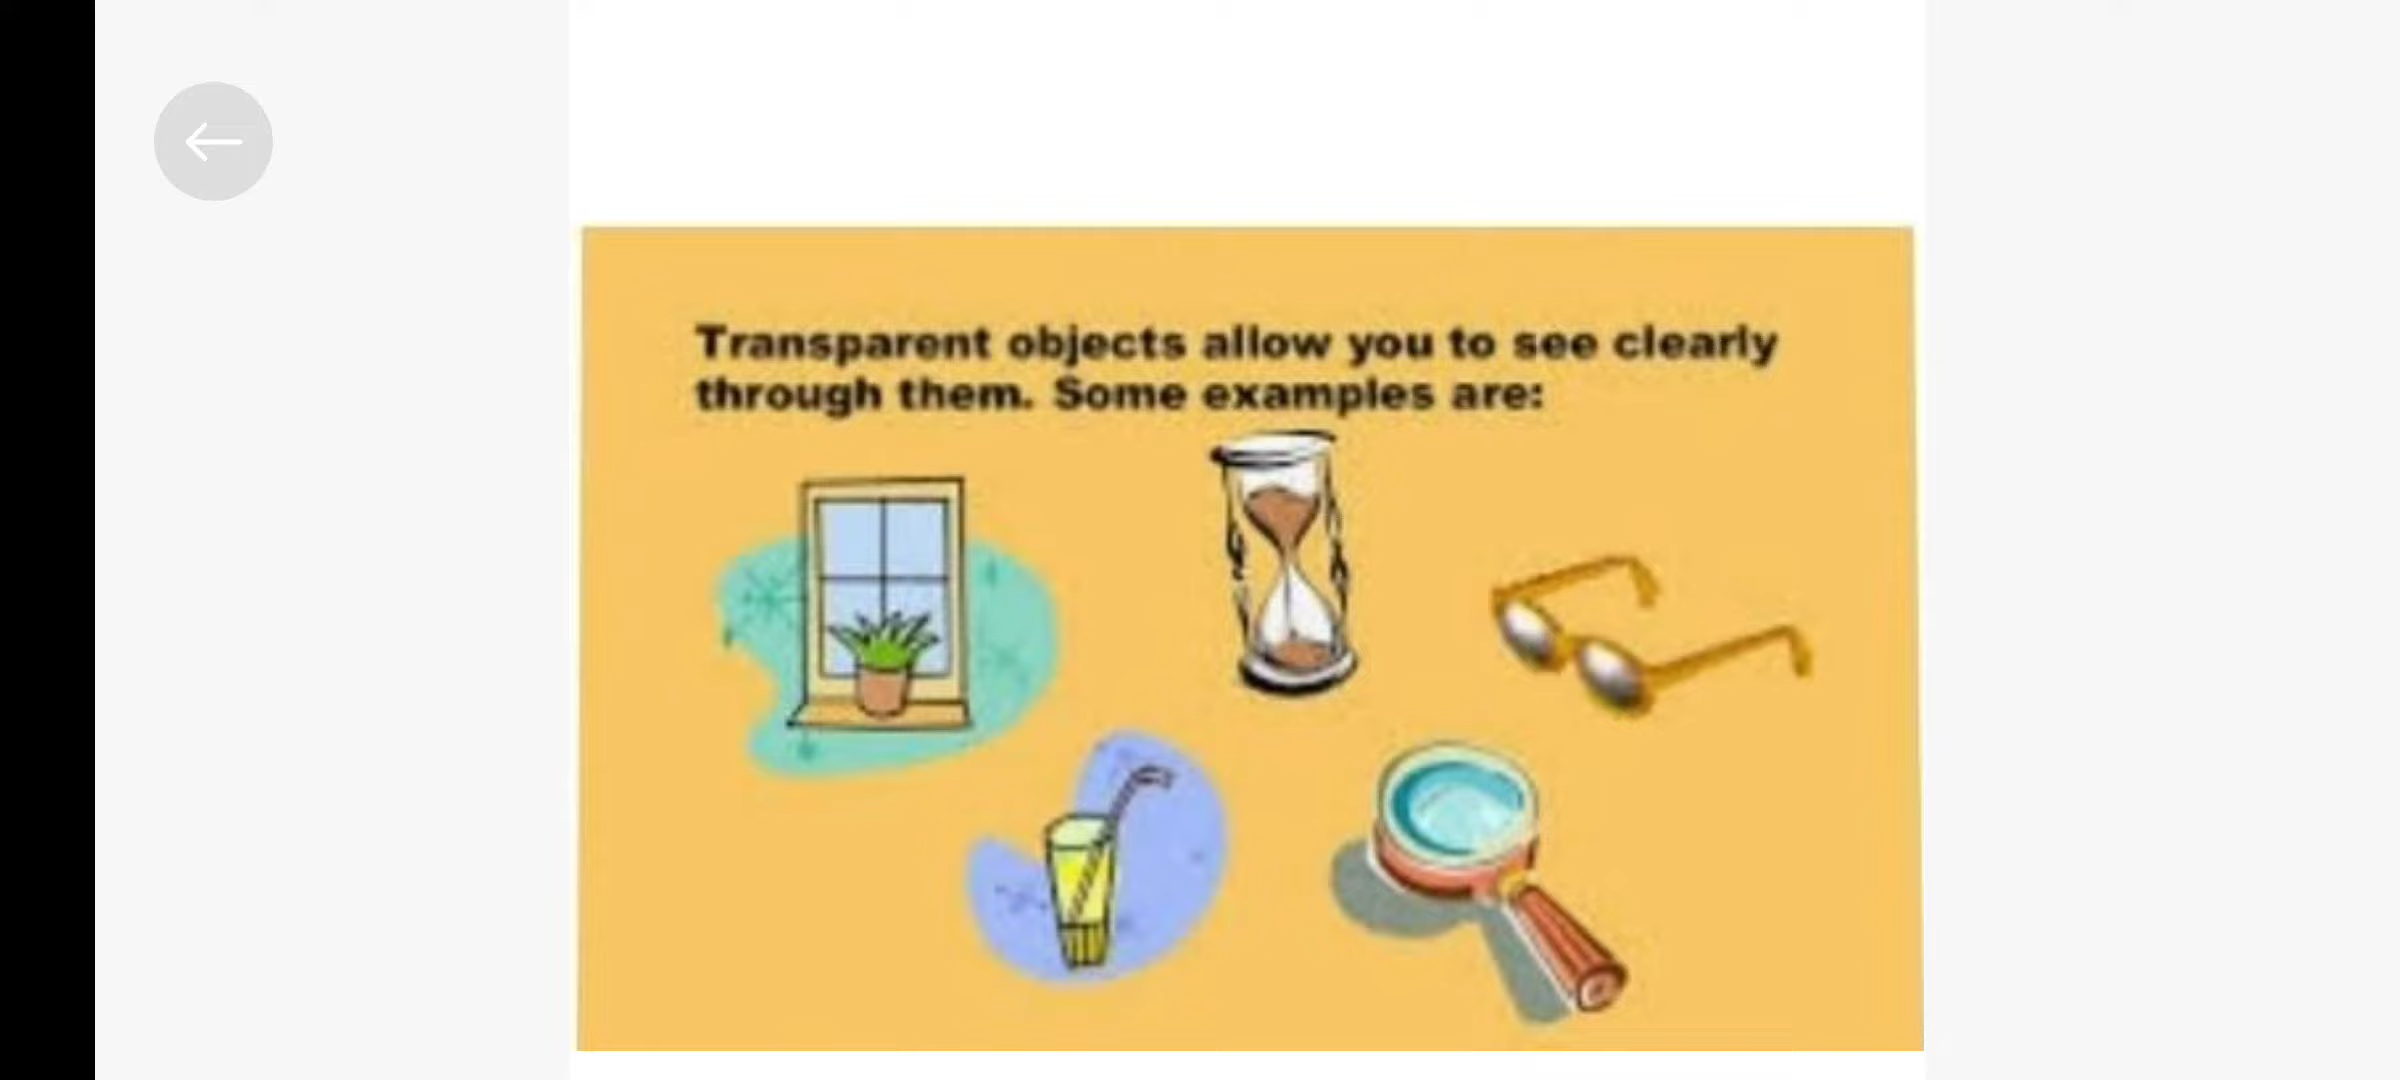 Transparent objects allow you to see clearly
through them. Some examples are: